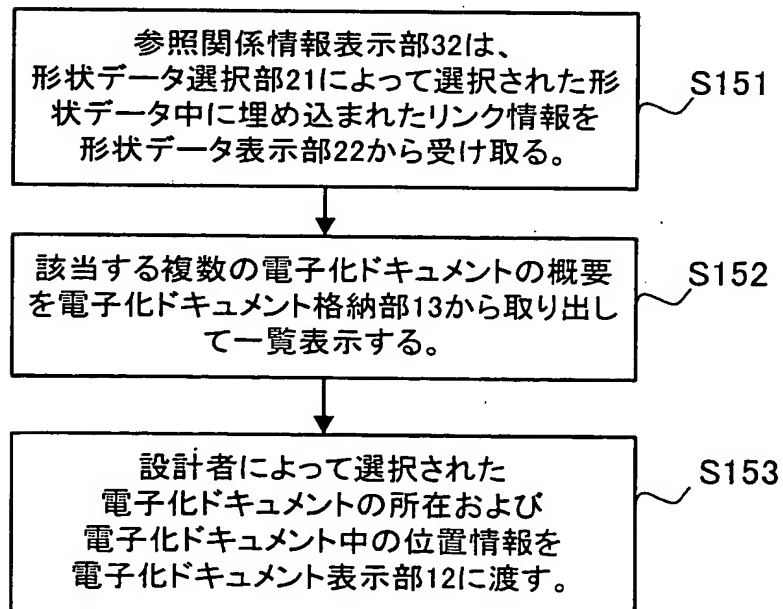 参照関係情報表示部32は、
形状データ選択部21によって選択された形
状データ中に埋め込まれたリンク情報を
形状データ表示部22から受け取る。
S151
該当する複数の電子化ドキュメントの概要
を電子化ドキュメント格納部13から取り出し
て一覧表示する。
S152
設計者によって選択された
電子化ドキュメントの所在および
電子化ドキュメント中の位置情報を
電子化ドキュメント表示部12に渡す。
S153